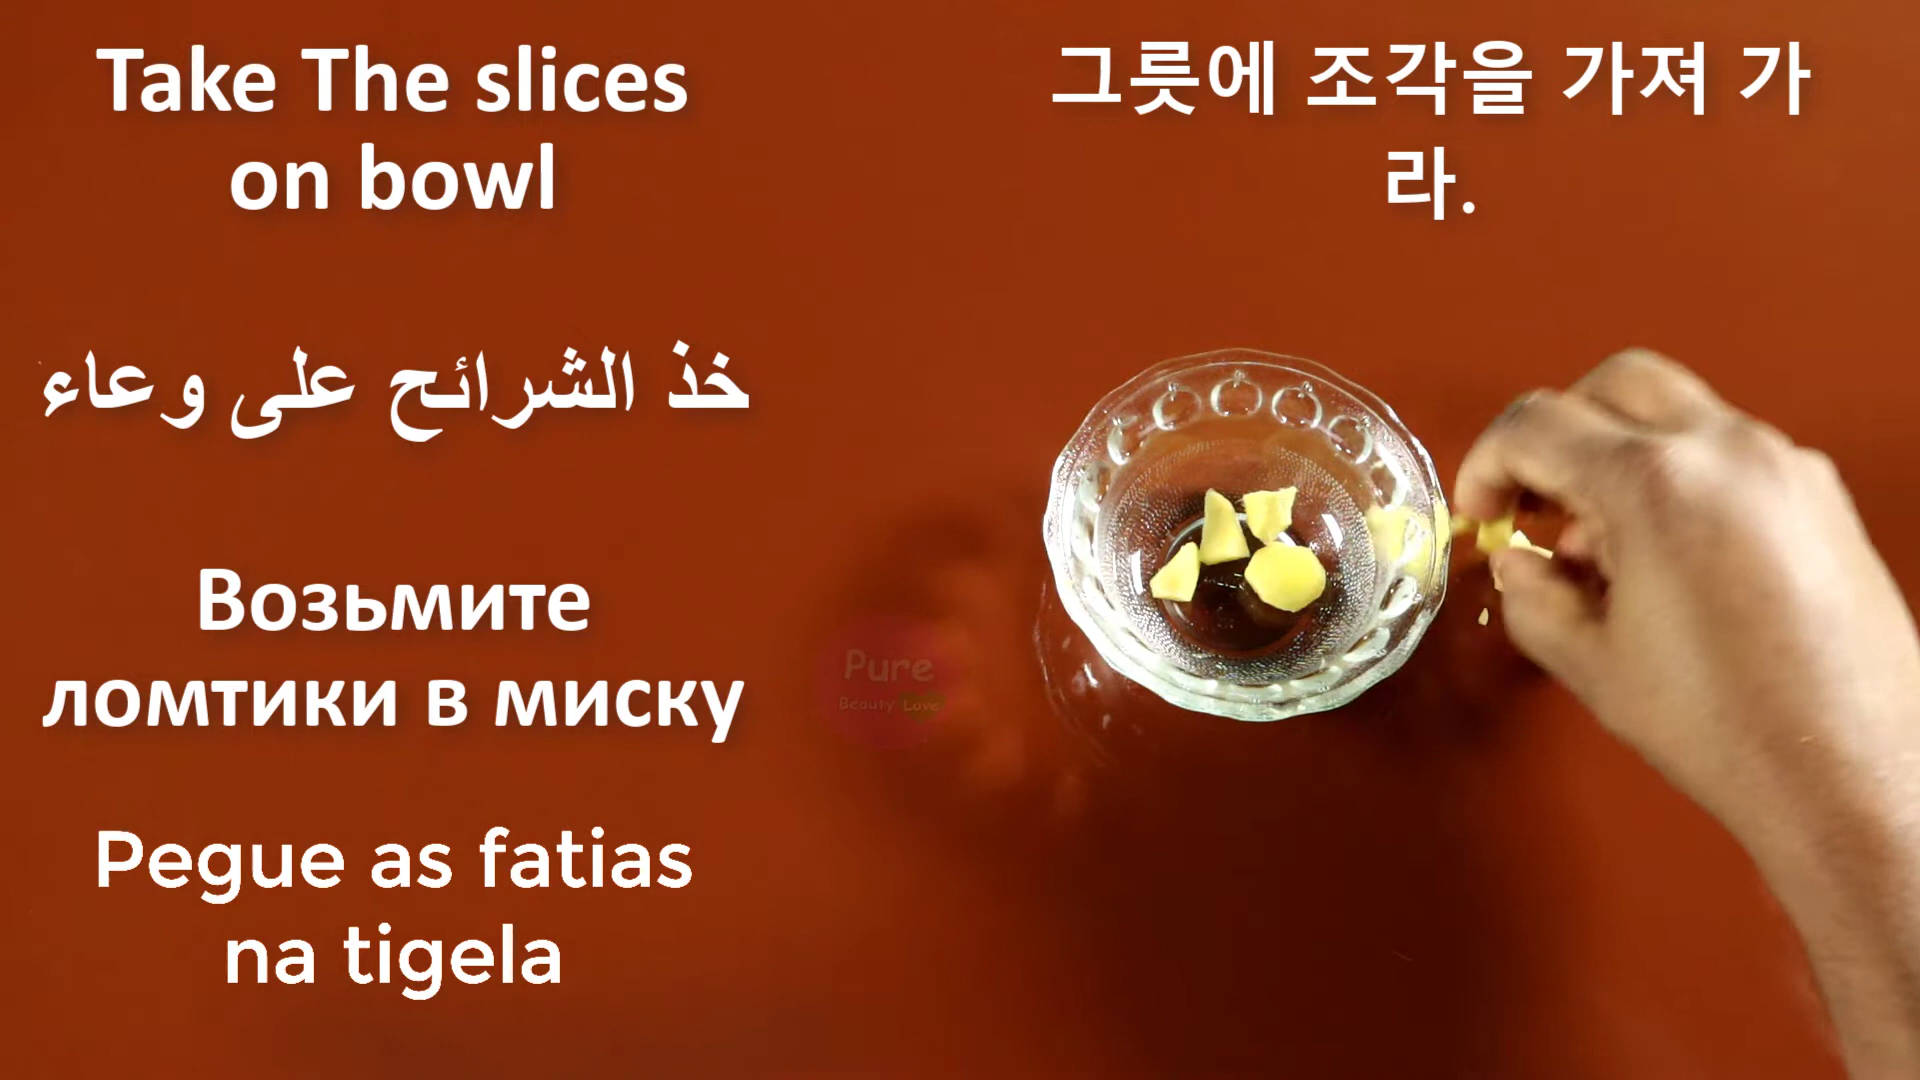 Take The slices
on bowl
그릇에 조각을 가져 가
라.
خذ الشرائح على وعاء
Возьмите
ломтики в миску
Pegue as fatias
na tigela
Pure
Beauty Love